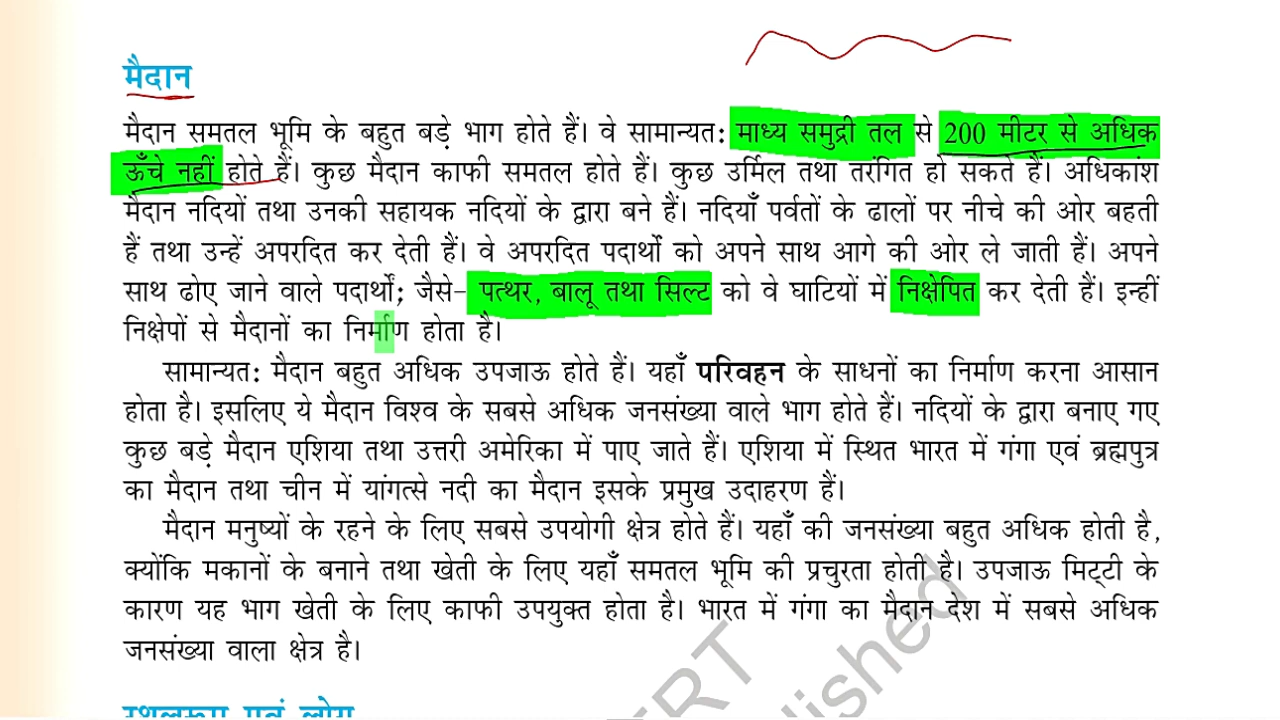 मैदान
मैदान समतल भूमि के बहुत बड़े भाग होते हैं। वे सामान्यत: माध्य समुद्री तल से 200 मीटर से अधिक
ऊँचे नहीं होते हैं। कुछ मैदान काफी समतल होते हैं। कुछ उर्मिल तथा तरंगित हो सकते हैं। अधिकांश
मैदान नदियों तथा उनकी सहायक नदियों के द्वारा बने हैं। नदियाँ पर्वतों के ढालों पर नीचे की ओर बहती
हैं तथा उन्हें अपरदित कर देती हैं। वे अपरदित पदार्थों को अपने साथ आगे की ओर ले जाती हैं। अपने
साथ ढोए जाने वाले पदार्थों; जैसे– पत्थर, बालू तथा सिल्ट को वे घाटियों में निक्षेपित कर देती हैं। इन्हीं
निक्षेपों से मैदानों का निर्माण होता है।
सामान्यत: मैदान बहुत अधिक उपजाऊ होते हैं। यहाँ परिवहन के साधनों का निर्माण करना आसान
होता है। इसलिए ये मैदान विश्व के सबसे अधिक जनसंख्या वाले भाग होते हैं। नदियों के द्वारा बनाए गए
कुछ बड़े मैदान एशिया तथा उत्तरी अमेरिका में पाए जाते हैं। एशिया में स्थित भारत में गंगा एवं ब्रह्मपुत्र
का मैदान तथा चीन में यांगत्से नदी का मैदान इसके प्रमुख उदाहरण हैं।
मैदान मनुष्यों के रहने के लिए सबसे उपयोगी क्षेत्र होते हैं। यहाँ की जनसंख्या बहुत अधिक होती है,
क्योंकि मकानों के बनाने तथा खेती के लिए यहाँ समतल भूमि की प्रचुरता होती है। उपजाऊ मिट्टी के
कारण यह भाग खेती के लिए काफी उपयुक्त होता है। भारत में गंगा का मैदान देश में सबसे अधिक
जनसंख्या वाला क्षेत्र है।
स्थलरूप एवं लोग